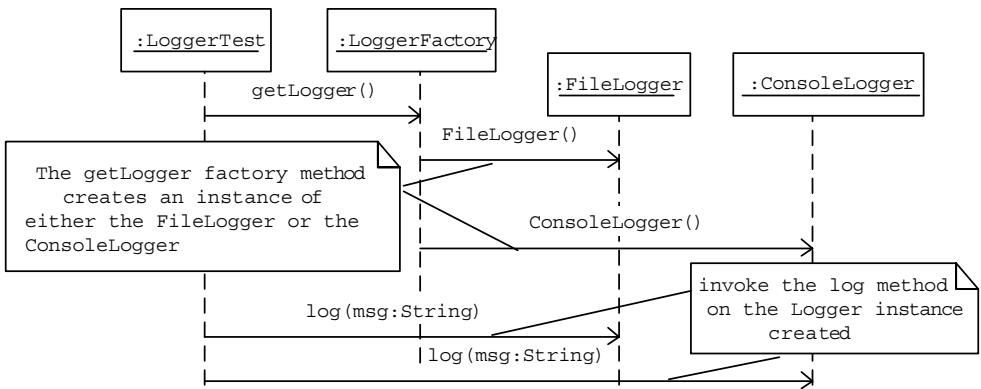 :LoggerTest
:LoggerFactory
:FileLogger
:ConsoleLogger
getLogger()
FileLogger()
The getLogger factory method
creates an instance of
either the FileLogger or the
ConsoleLogger
ConsoleLogger()
invoke the log method
on the Logger instance
created
log(msg:String)
log(msg:String)